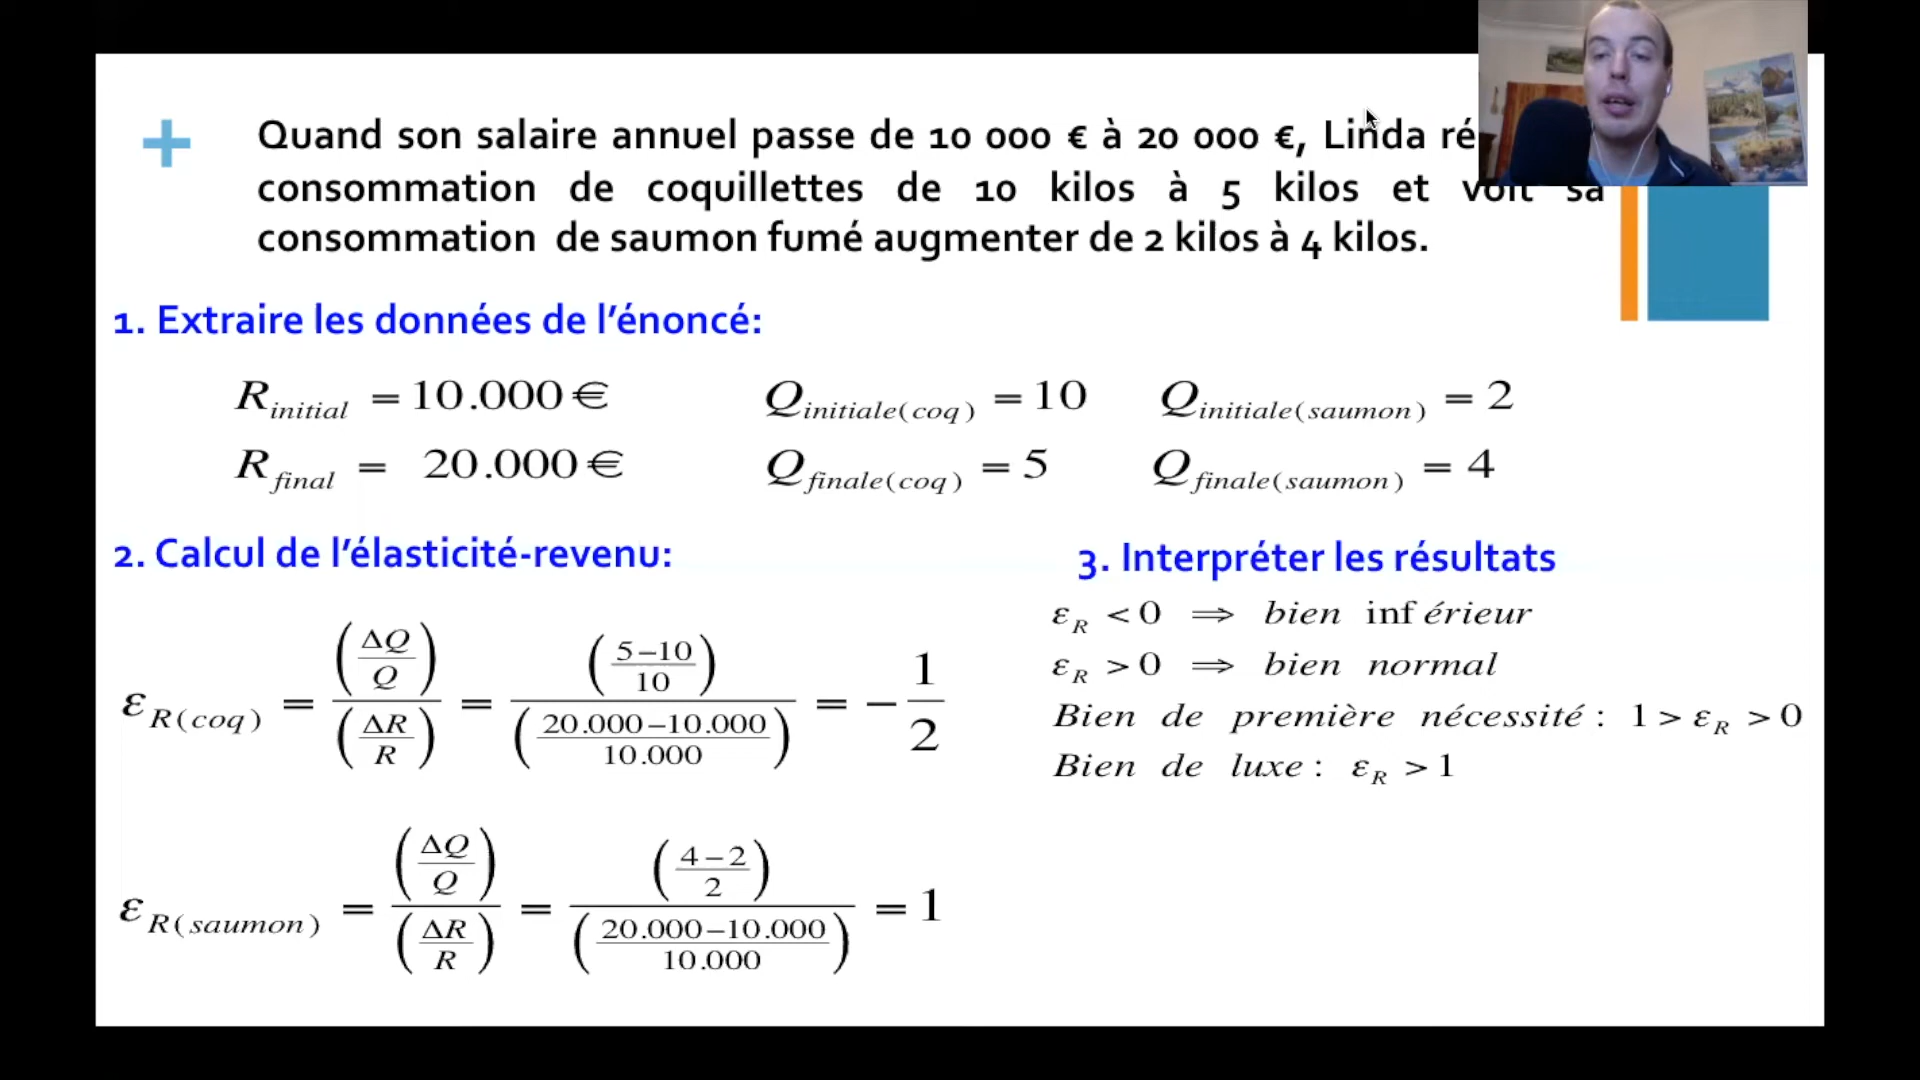 Quand son salaire annuel passe de 10 000 € à 20 000 €, Linda
consommation de coquillettes de 10 kilos à 5 kilos et voit sa
consommation de saumon fumé augmenter de 2 kilos à 4 kilos.
1. Extraire les données de l’énoncé:
R_initial = 10.000 € Q_initiale(coq) = 10 Q_initiale(saumon) = 2
R_final = 20.000 € Q_finale(coq) = 5 Q_finale(saumon) = 4
2. Calcul de l’élasticité-revenu:
ε_R(coq) = (ΔQ/Q)/(ΔR/R) = ((5−10)/10)/((20.000−10.000)/10.000) = −1/2
ε_R(saumon) = (ΔQ/Q)/(ΔR/R) = ((4−2)/2)/((20.000−10.000)/10.000) = 1
3. Interpréter les résultats
ε_R < 0 ⇒ bien inf érieur
ε_R > 0 ⇒ bien normal
Bien de première nécessité : 1 > ε_R > 0
Bien de luxe : ε_R > 1